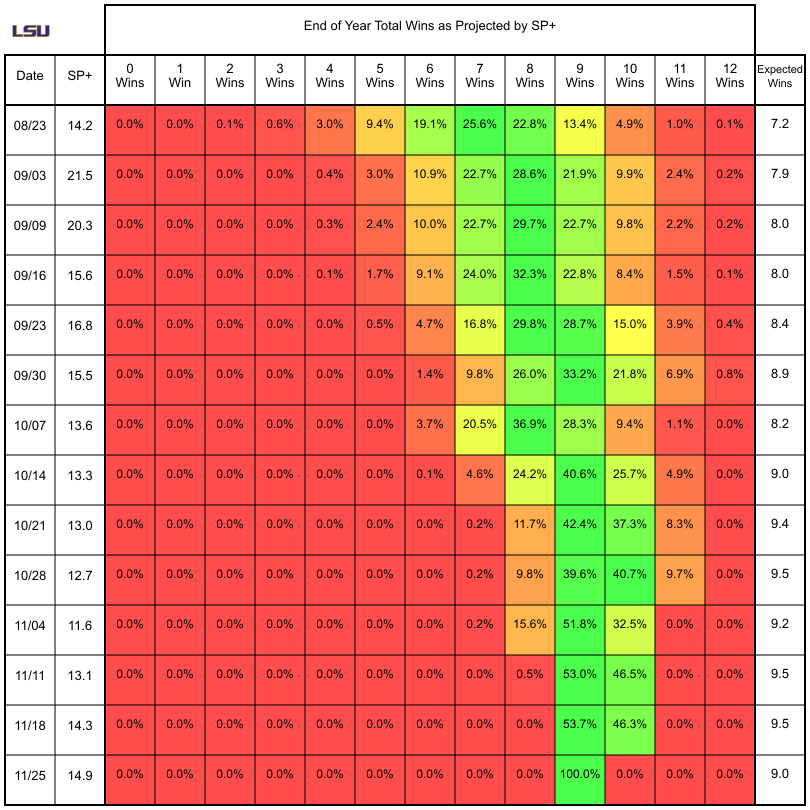 LSU
End of Year Total Wins as Projected by SP+
Date SP+ 0 Wins 1 Win 2 Wins 3 Wins 4 Wins 5 Wins 6 Wins 7 Wins 8 Wins 9 Wins 10 Wins 11 Wins 12 Wins Expected Wins
08/23 14.2 0.0% 0.0% 0.1% 0.6% 3.0% 9.4% 19.1% 25.6% 22.8% 13.4% 4.9% 1.0% 0.1% 7.2
09/03 21.5 0.0% 0.0% 0.0% 0.0% 0.4% 3.0% 10.9% 22.7% 28.6% 21.9% 9.9% 2.4% 0.2% 7.9
09/09 20.3 0.0% 0.0% 0.0% 0.0% 0.3% 2.4% 10.0% 22.7% 29.7% 22.7% 9.8% 2.2% 0.2% 8.0
09/16 15.6 0.0% 0.0% 0.0% 0.0% 0.1% 1.7% 9.1% 24.0% 32.3% 22.8% 8.4% 1.5% 0.1% 8.0
09/23 16.8 0.0% 0.0% 0.0% 0.0% 0.0% 0.5% 4.7% 16.8% 29.8% 28.7% 15.0% 3.9% 0.4% 8.4
09/30 15.5 0.0% 0.0% 0.0% 0.0% 0.0% 0.0% 1.4% 9.8% 26.0% 33.2% 21.8% 6.9% 0.8% 8.9
10/07 13.6 0.0% 0.0% 0.0% 0.0% 0.0% 0.0% 3.7% 20.5% 36.9% 28.3% 9.4% 1.1% 0.0% 8.2
10/14 13.3 0.0% 0.0% 0.0% 0.0% 0.0% 0.0% 0.1% 4.6% 24.2% 40.6% 25.7% 4.9% 0.0% 9.0
10/21 13.0 0.0% 0.0% 0.0% 0.0% 0.0% 0.0% 0.0% 0.2% 11.7% 42.4% 37.3% 8.3% 0.0% 9.4
10/28 12.7 0.0% 0.0% 0.0% 0.0% 0.0% 0.0% 0.0% 0.2% 9.8% 39.6% 40.7% 9.7% 0.0% 9.5
11/04 11.6 0.0% 0.0% 0.0% 0.0% 0.0% 0.0% 0.0% 0.2% 15.6% 51.8% 32.5% 0.0% 0.0% 9.2
11/11 13.1 0.0% 0.0% 0.0% 0.0% 0.0% 0.0% 0.0% 0.0% 0.5% 53.0% 46.5% 0.0% 0.0% 9.5
11/18 14.3 0.0% 0.0% 0.0% 0.0% 0.0% 0.0% 0.0% 0.0% 0.0% 53.7% 46.3% 0.0% 0.0% 9.5
11/25 14.9 0.0% 0.0% 0.0% 0.0% 0.0% 0.0% 0.0% 0.0% 0.0% 100.0% 0.0% 0.0% 0.0% 9.0